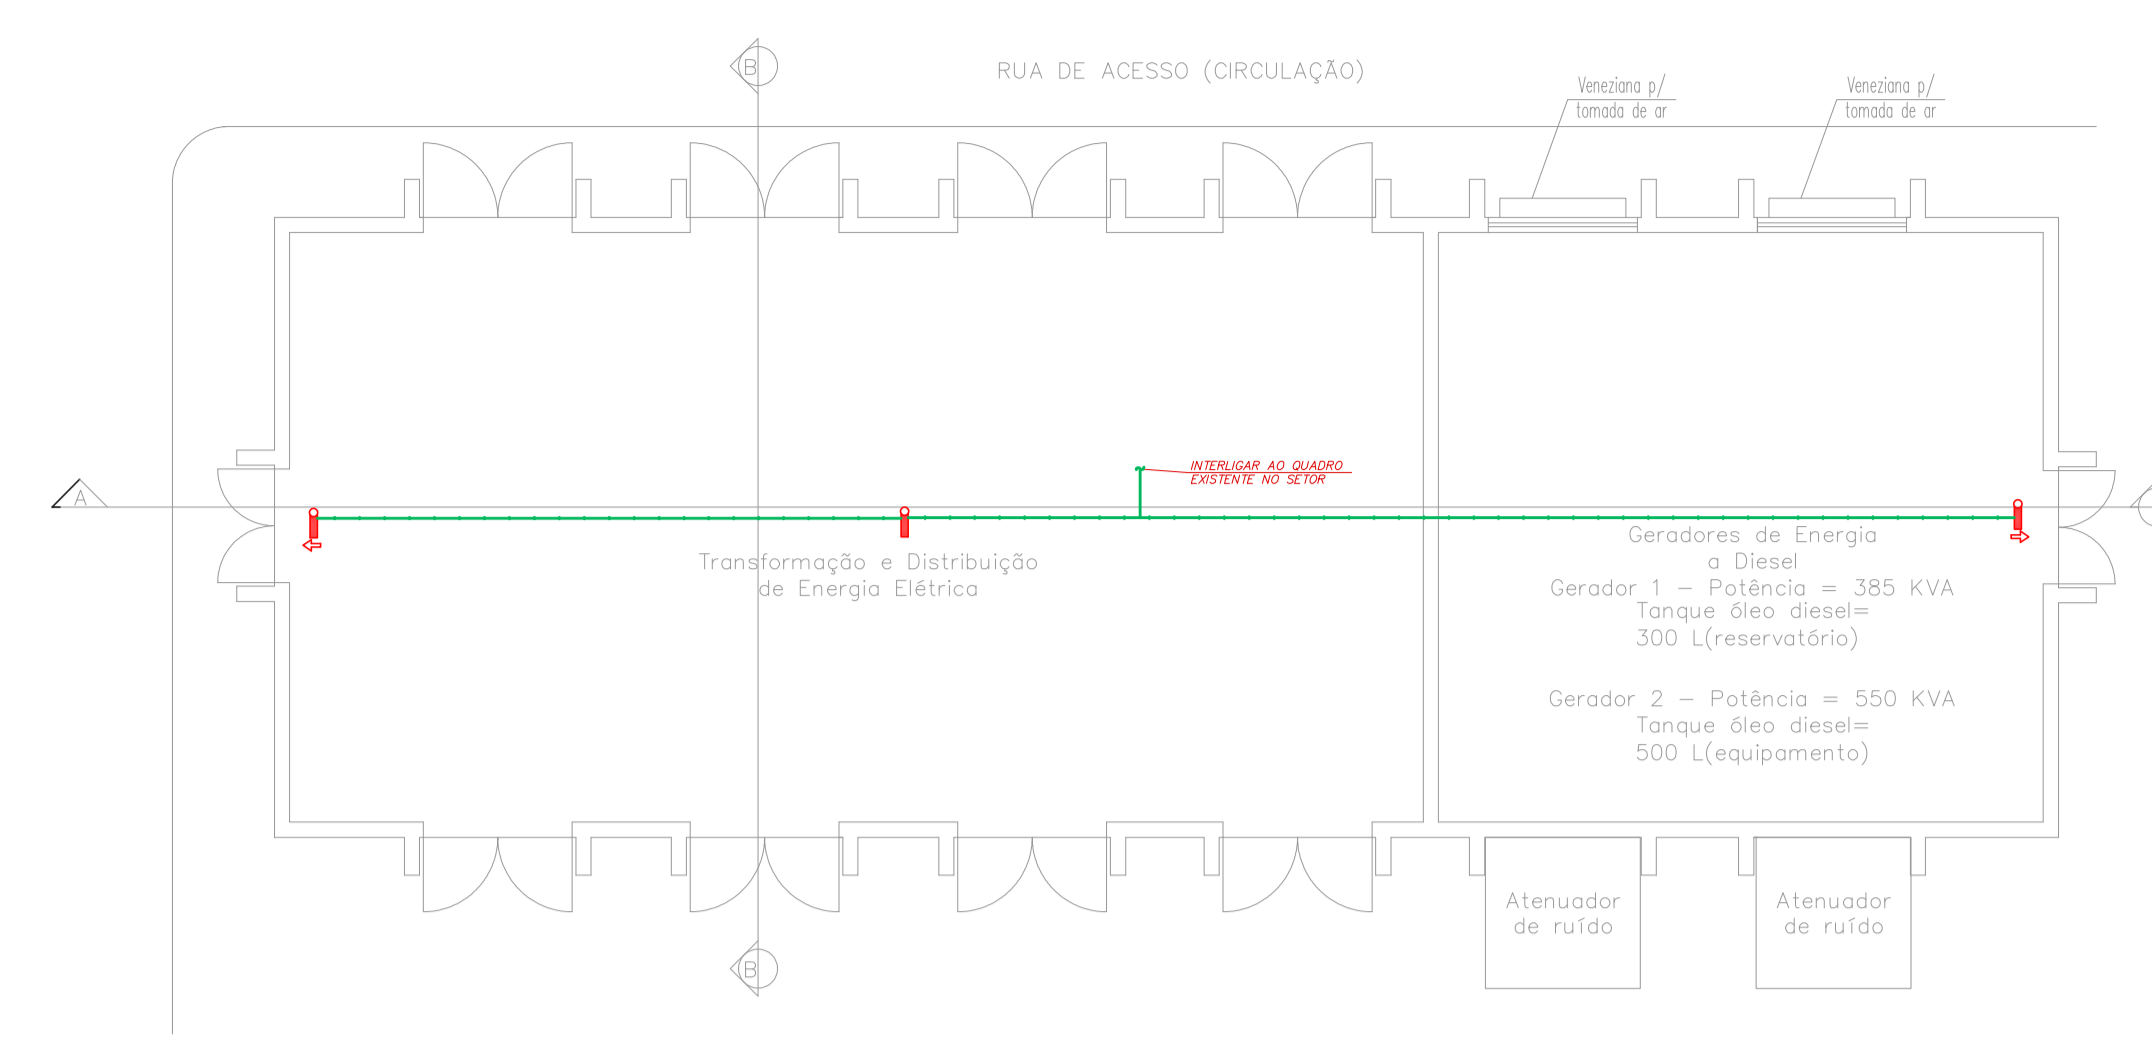 B
RUA DE ACESSO (CIRCULAÇÃO)
Veneziana p/
tomada de ar
Veneziana p/
tomada de ar
INTERLIGAR AO QUADRO
EXISTENTE NO SETOR
A
Transformação e Distribuição
de Energia Elétrica
Geradores de Energia
a Diesel
Gerador 1 - Potência = 385 KVA
Tanque óleo diesel=
300 L(reservatório)
Gerador 2 - Potência = 550 KVA
Tanque óleo diesel=
500 L(equipamento)
Atenuador
de ruído
Atenuador
de ruído
B